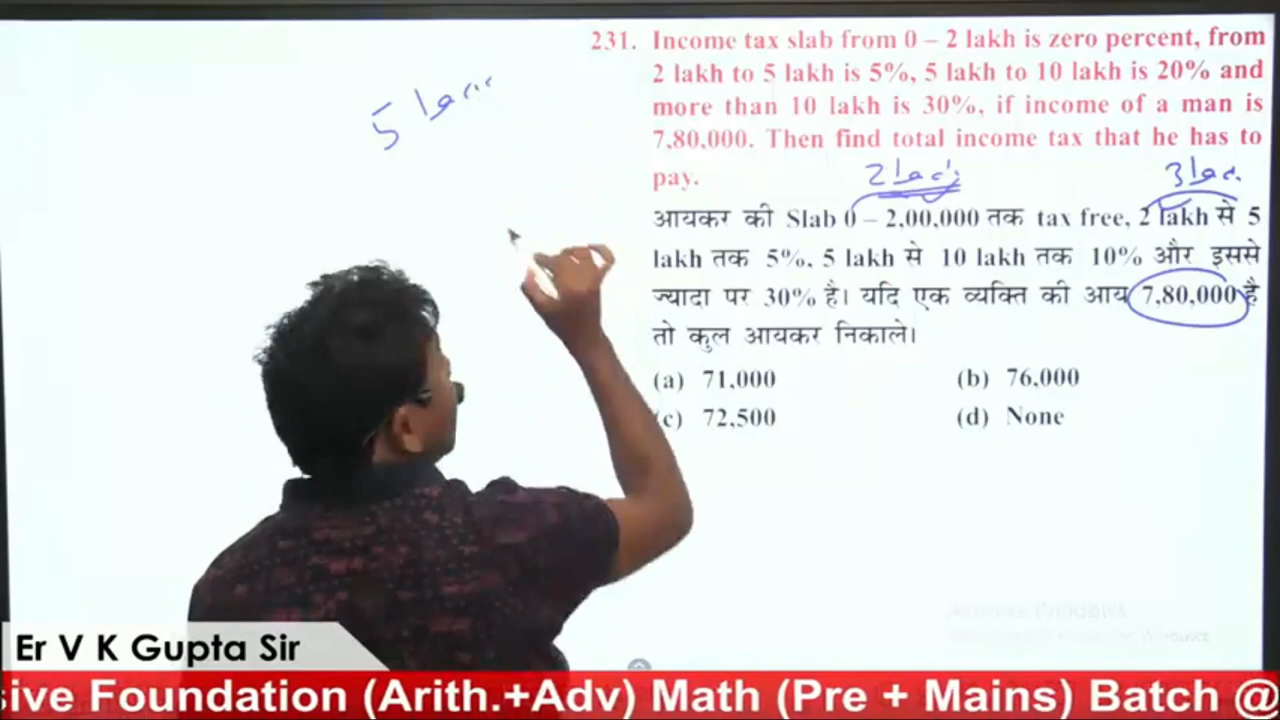 231. Income tax slab from 0 – 2 lakh is zero percent, from
2 lakh to 5 lakh is 5%, 5 lakh to 10 lakh is 20% and
more than 10 lakh is 30%, if income of a man is
7,80,000. Then find total income tax that he has to
pay.
आयकर की Slab 0 – 2,00,000 तक tax free, 2 lakh से 5
lakh तक 5%, 5 lakh से 10 lakh तक 10% और इससे
ज्यादा पर 30% है। यदि एक व्यक्ति की आय 7,80,000 है
तो कुल आयकर निकाले।
(a) 71,000 (b) 76,000
(c) 72,500 (d) None
Er V K Gupta Sir
sive Foundation (Arith.+Adv) Math (Pre + Mains) Batch @